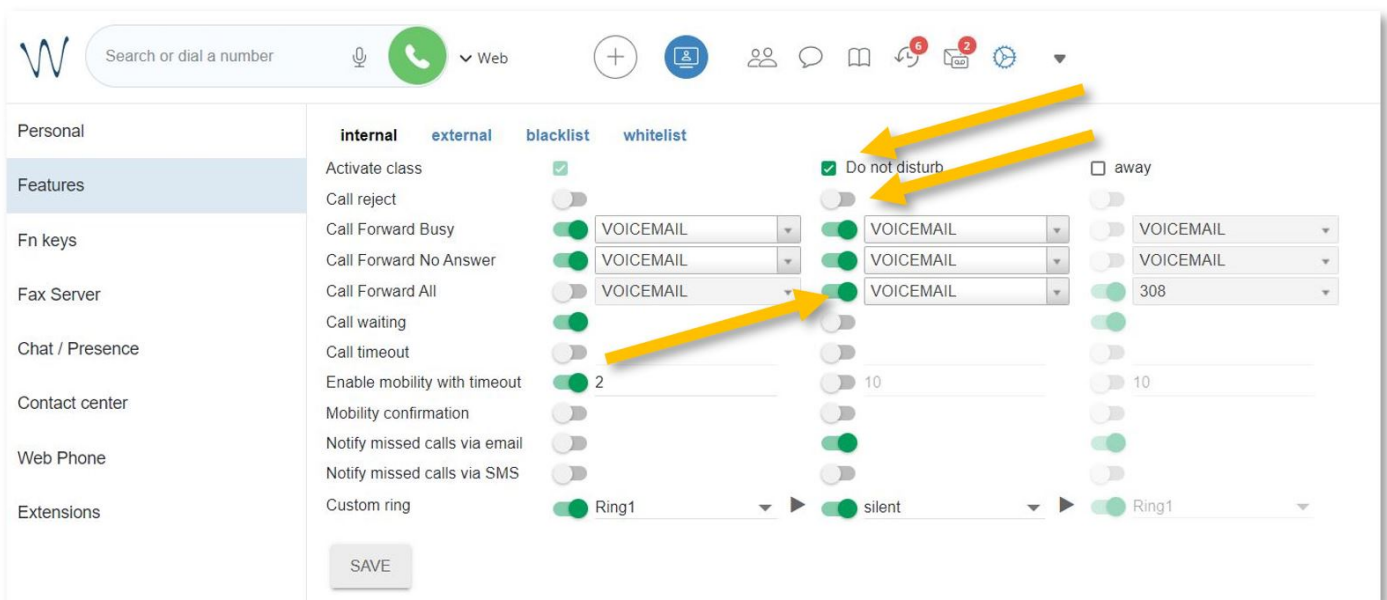 Search or dial a number
Web
6
2
Personal
Features
Fn keys
Fax Server
Chat / Presence
Contact center
Web Phone
Extensions
internal external blacklist whitelist
Activate class Do not disturb away
Call reject
Call Forward Busy VOICEMAIL VOICEMAIL VOICEMAIL
Call Forward No Answer VOICEMAIL VOICEMAIL VOICEMAIL
Call Forward All VOICEMAIL VOICEMAIL 308
Call waiting
Call timeout
Enable mobility with timeout 2 10 10
Mobility confirmation
Notify missed calls via email
Notify missed calls via SMS
Custom ring Ring1 silent Ring1
SAVE